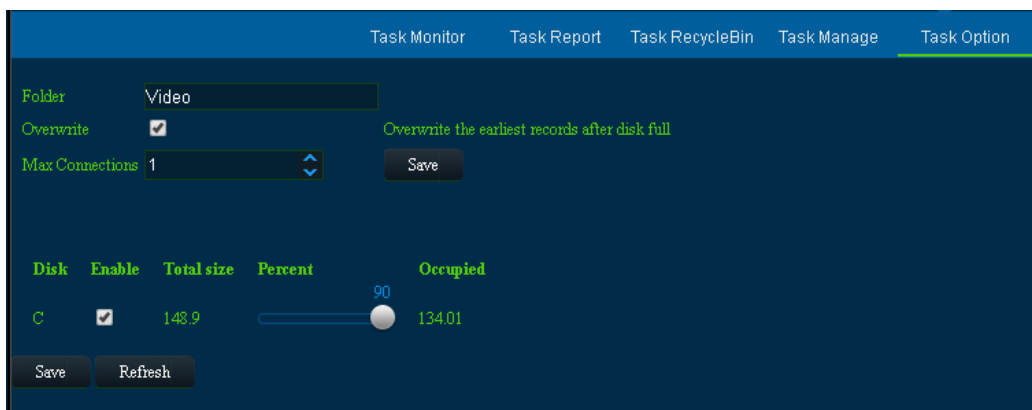 Task Monitor Task Report Task RecycleBin Task Manage Task Option
Folder Video
Overwrite Overwrite the earliest records after disk full
Max Connections 1 Save
Disk Enable Total size Percent Occupied
90
C 148.9 134.01
Save Refresh